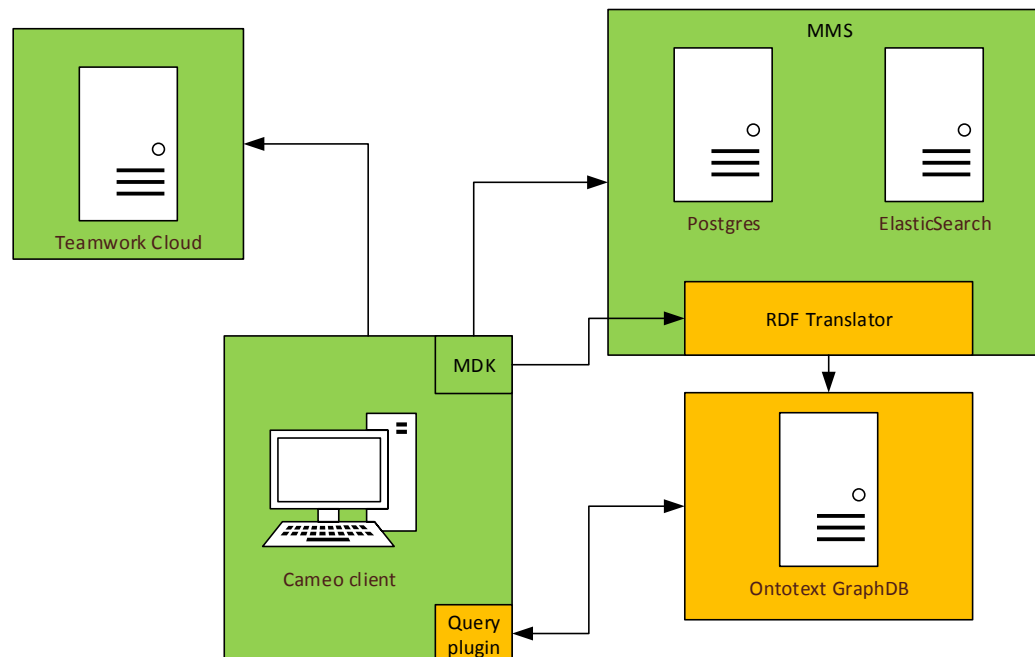 MMS
Postgres
ElasticSearch
Teamwork Cloud
RDF Translator
MDK
Cameo client
Ontotext GraphDB
Query
plugin